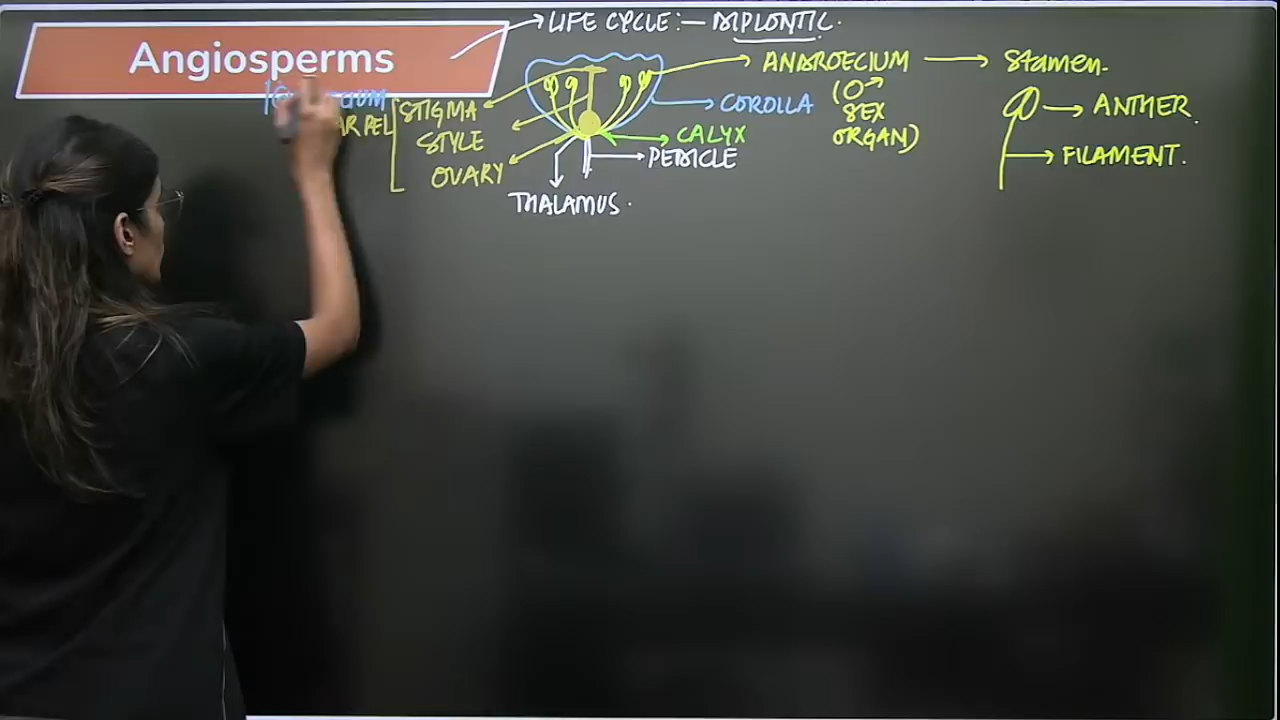 LIFE CYCLE :- DIPLONTIC.
Angiosperms
ANDROECIUM → Stamen.
(♂
SEX
ORGAN)
ANTHER
FILAMENT.
COROLLA
CALYX
PEDICLE
THALAMUS.
STIGMA
STYLE
OVARY